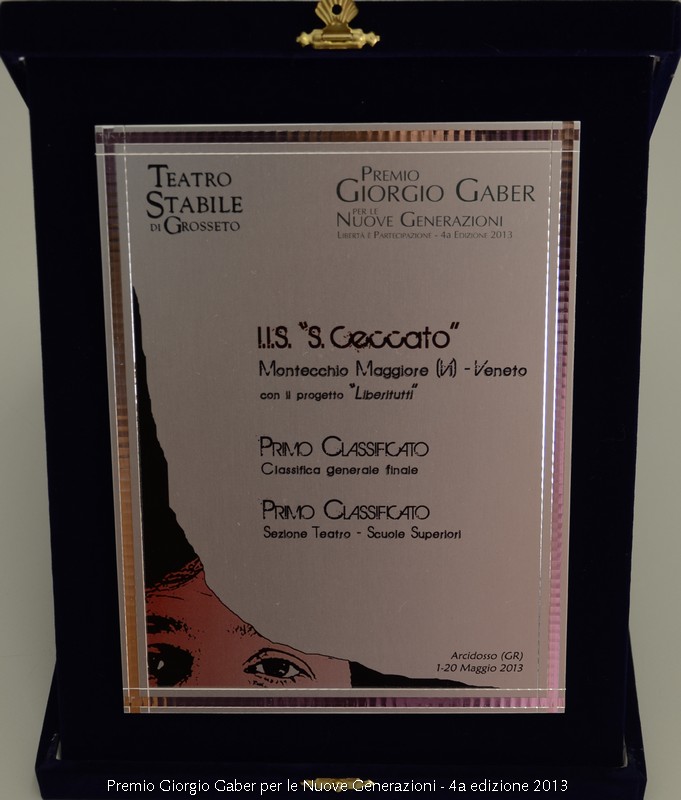 TEATRO
STABILE
DI GROSSETO
PREMIO
GIORGIO GABER
PER LE
NUOVE GENERAZIONI
LIBERTÀ È PARTECIPAZIONE - 4a EDIZIONE 2013
I.I.S. "S. Ceccato"
Montecchio Maggiore (VI) - Veneto
con il progetto "Liberitutti"
PRIMO CLASSIFICATO
Classifica generale finale
PRIMO CLASSIFICATO
Sezione Teatro - Scuole Superiori
Arcidosso (GR)
1-20 Maggio 2013
Premio Giorgio Gaber per le Nuove Generazioni - 4a edizione 2013